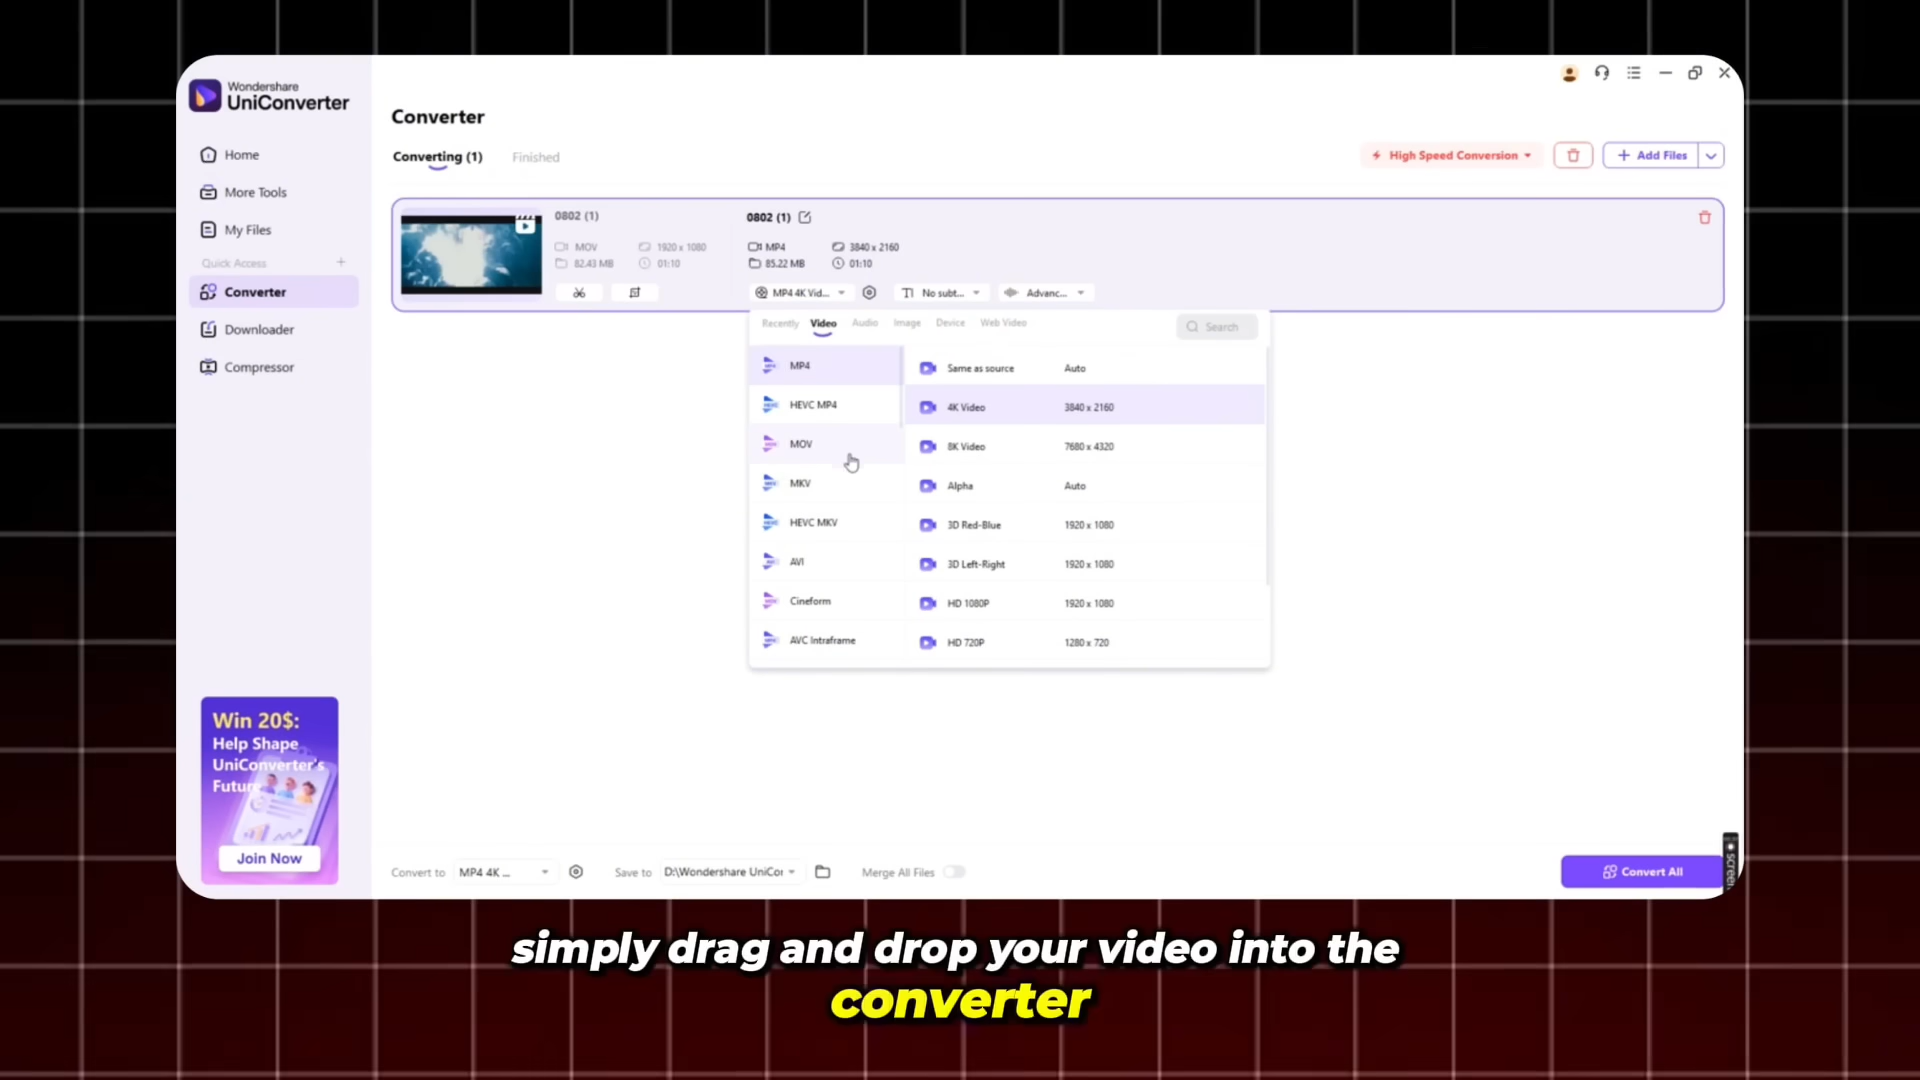 Wondershare
UniConverter
Home
More Tools
My Files
Quick Access
Converter
Downloader
Compressor
Win 20$:
Help Shape
UniConverter's
Future
Join Now
Converter
Converting (1)
Finished
High Speed Conversion
Add Files
0802 (1)
MOV
1920 x 1080
82.43 MB
01:10
0802 (1)
MP4
3840 x 2160
85.22 MB
01:10
MP4 4K Vid...
No subt...
Advanc...
Recently
Video
Audio
Image
Device
Web Video
Search
MP4
HEVC MP4
MOV
MKV
HEVC MKV
AVI
Cineform
AVC Intraframe
Same as source Auto
4K Video 3840 x 2160
8K Video 7680 x 4320
Alpha Auto
3D Red-Blue 1920 x 1080
3D Left-Right 1920 x 1080
HD 1080P 1920 x 1080
HD 720P 1280 x 720
Convert to
MP4 4K ...
Save to
D:\Wondershare UniCor
Merge All Files
Convert All
simply drag and drop your video into the
converter